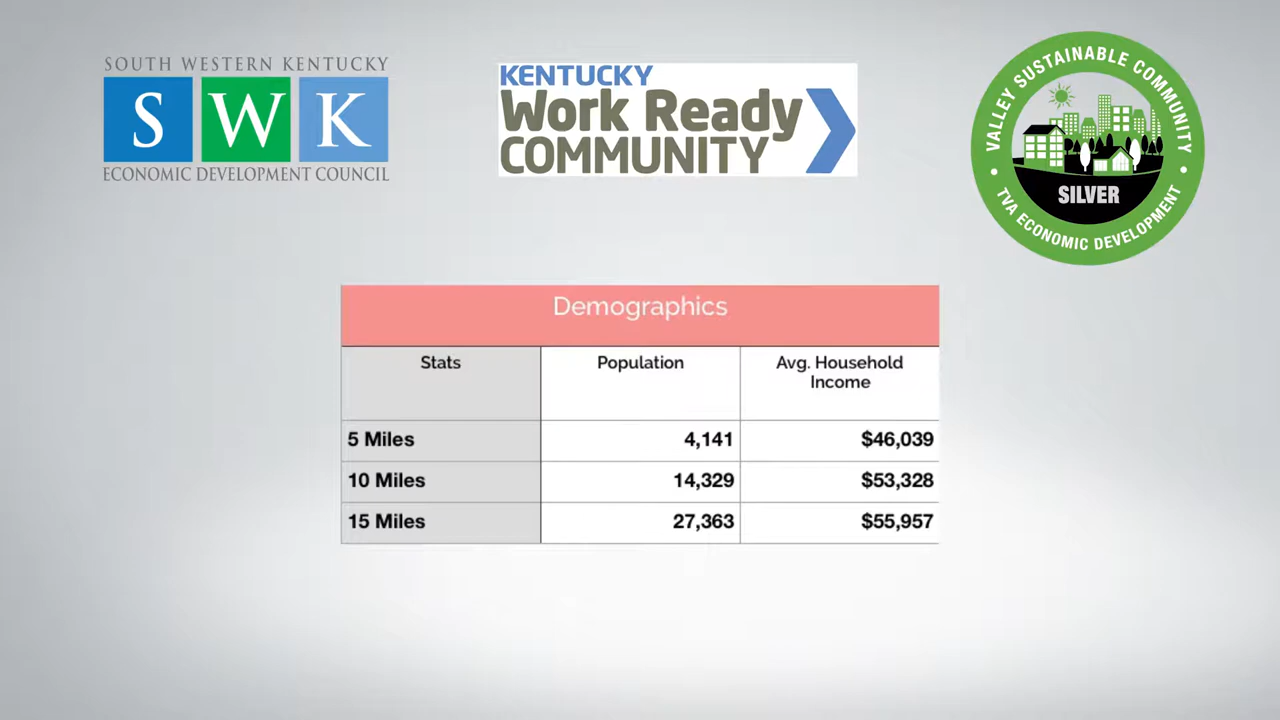 SOUTH WESTERN KENTUCKY
S W K
ECONOMIC DEVELOPMENT COUNCIL
KENTUCKY
Work Ready
COMMUNITY
VALLEY SUSTAINABLE COMMUNITY
SILVER
TVA ECONOMIC DEVELOPMENT
Demographics
Stats Population Avg. Household
Income
5 Miles 4,141 $46,039
10 Miles 14,329 $53,328
15 Miles 27,363 $55,957